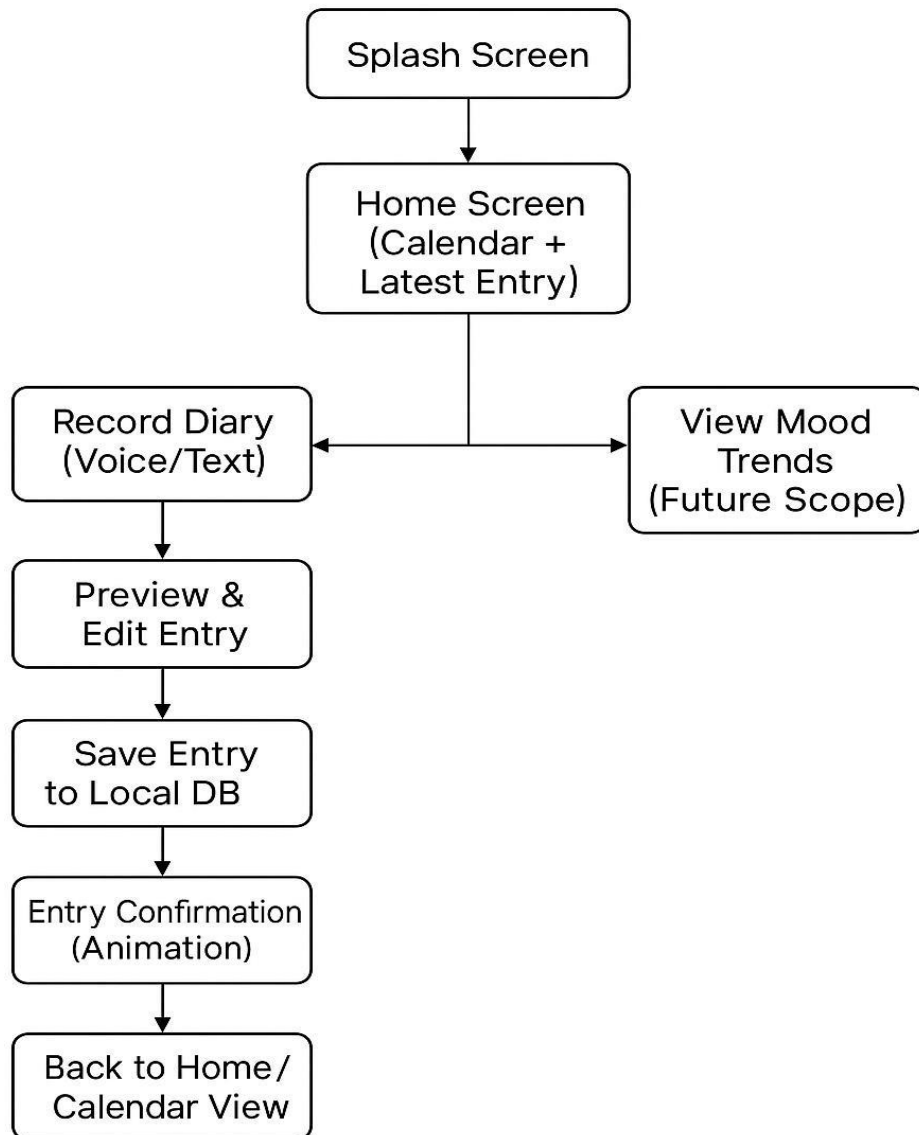 Splash Screen
Home Screen
(Calendar +
Latest Entry)
Record Diary
(Voice/Text)
View Mood
Trends
(Future Scope)
Preview &
Edit Entry
Save Entry
to Local DB
Entry Confirmation
(Animation)
Back to Home/
Calendar View